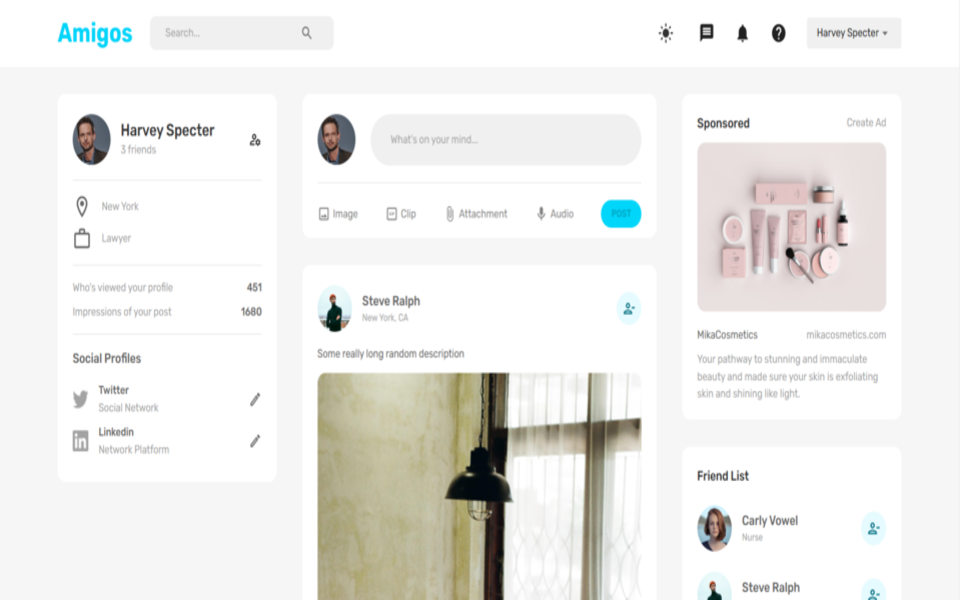 Amigos
Search...
Harvey Specter
Harvey Specter
3 friends
New York
Lawyer
Who's viewed your profile 451
Impressions of your post 1680
Social Profiles
Twitter
Social Network
Linkedin
Network Platform
What's on your mind...
Image Clip Attachment Audio POST
Steve Ralph
New York, CA
Some really long random description
Sponsored Create Ad
MikaCosmetics mikacosmetics.com
Your pathway to stunning and immaculate
beauty and made sure your skin is exfoliating
skin and shining like light.
Friend List
Carly Vowel
Nurse
Steve Ralph